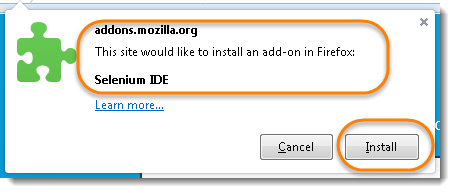 addons.mozilla.org
This site would like to install an add-on in Firefox:
Selenium IDE
Learn more...
Cancel
Install